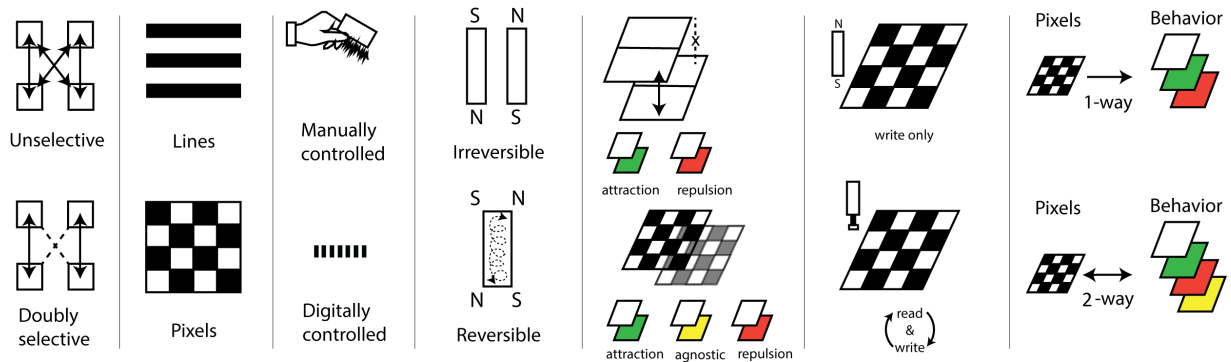 Unselective
Doubly
selective
Lines
Pixels
Manually
controlled
Digitally
controlled
S N
N S
Irreversible
S N
N S
Reversible
x
attraction repulsion
attraction agnostic repulsion
N
S
write only
read
&
write
Pixels Behavior
1-way
Pixels Behavior
2-way